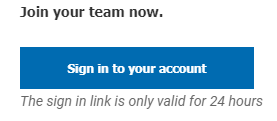 Join your team now.
Sign in to your account
The sign in link is only valid for 24 hours